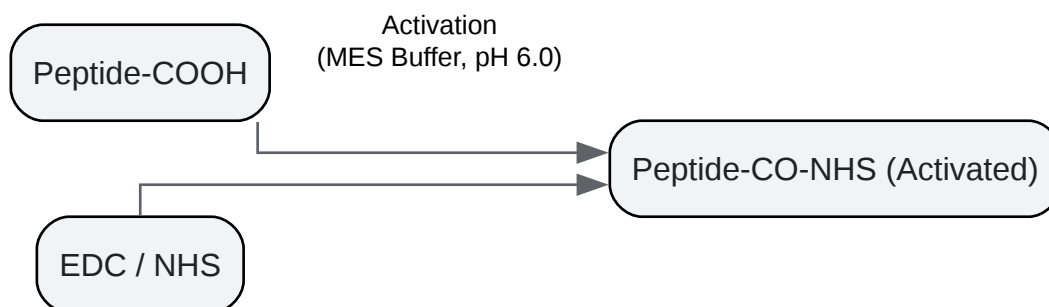 Activation
(MES Buffer, pH 6.0)
Peptide-COOH
Peptide-CO-NHS (Activated)
EDC / NHS